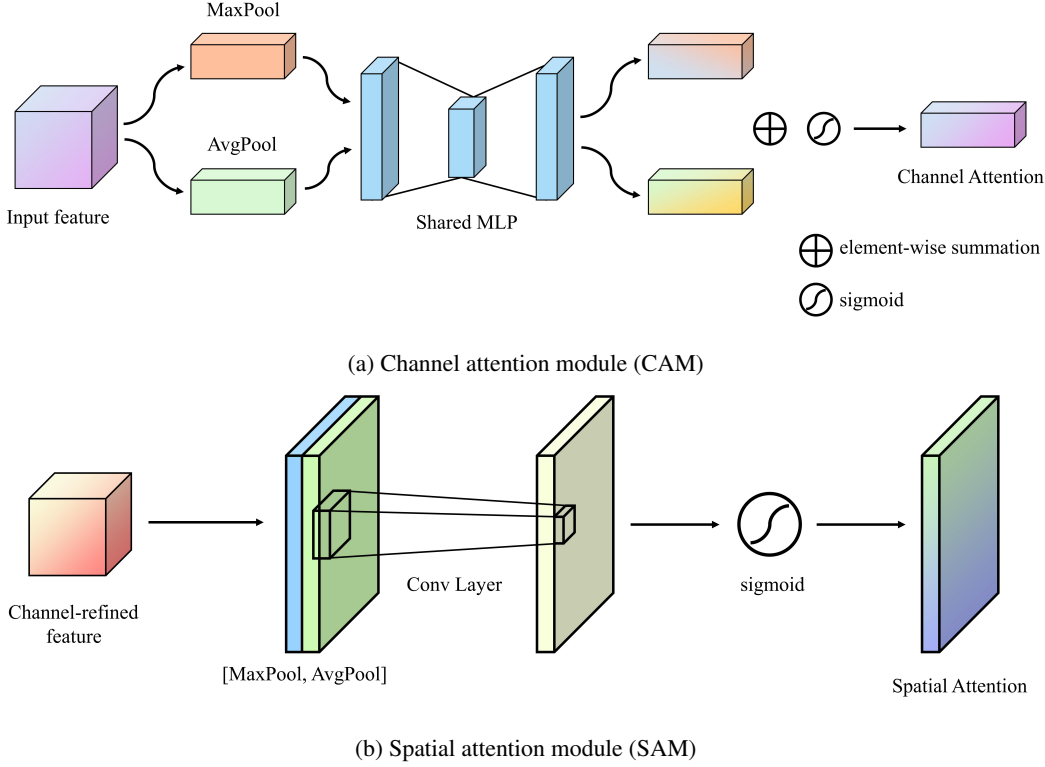 MaxPool
AvgPool
Input feature
Shared MLP
Channel Attention
element-wise summation
sigmoid
(a) Channel attention module (CAM)
Channel-refined
feature
[MaxPool, AvgPool]
Conv Layer
sigmoid
Spatial Attention
(b) Spatial attention module (SAM)